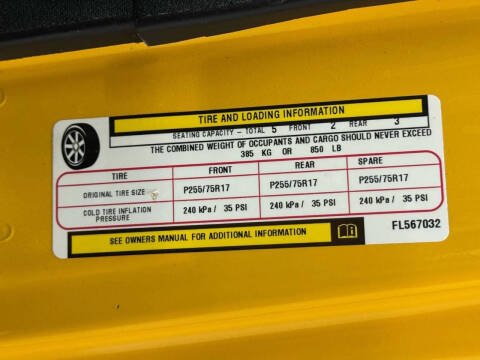 TIRE AND LOADING INFORMATION
SEATING CAPACITY - TOTAL 5 FRONT 2 REAR 3
THE COMBINED WEIGHT OF OCCUPANTS AND CARGO SHOULD NEVER EXCEED
385 KG OR 850 LB
TIRE FRONT REAR SPARE
ORIGINAL TIRE SIZE P255/75R17 P255/75R17 P255/75R17
COLD TIRE INFLATION PRESSURE 240 kPa / 35 PSI 240 kPa / 35 PSI 240 kPa / 35 PSI
SEE OWNERS MANUAL FOR ADDITIONAL INFORMATION
FL567032